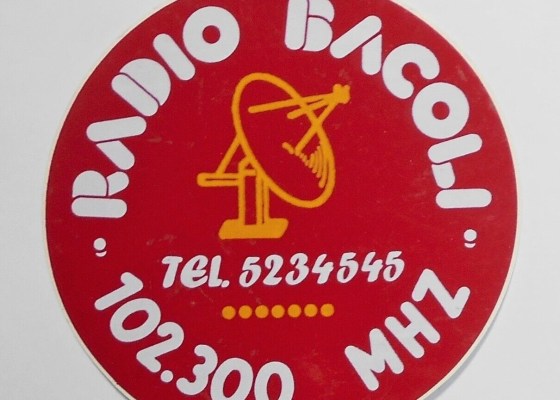 RADIO BACOLI
TEL. 5234545
102.300 MHZ